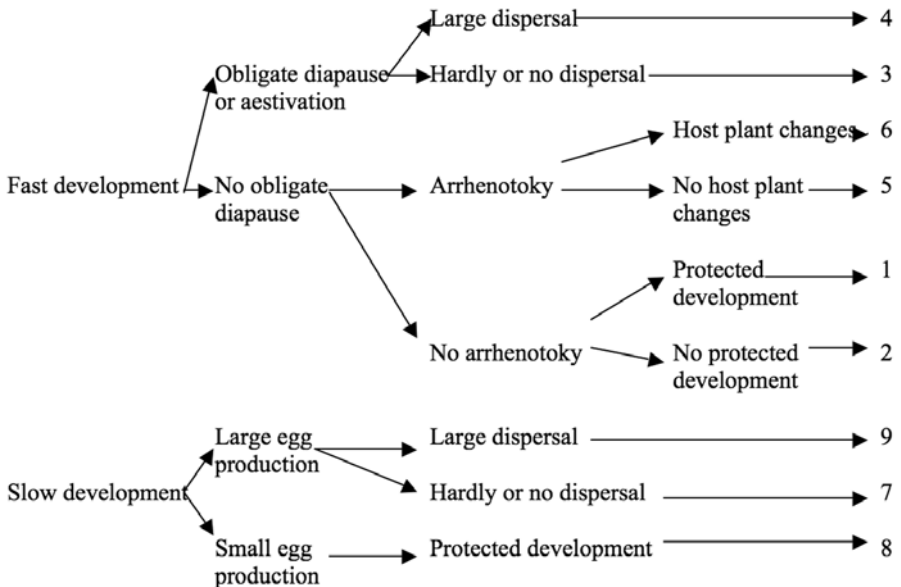 Large dispersal 4
Obligate diapause
or aestivation
Hardly or no dispersal 3
Host plant changes 6
Fast development
No obligate
diapause
Arrhenotoky
No host plant
changes
5
Protected
development
1
No arrhenotoky
No protected
development
2
Large egg
production
Large dispersal 9
Slow development
Hardly or no dispersal 7
Small egg
production
Protected development 8